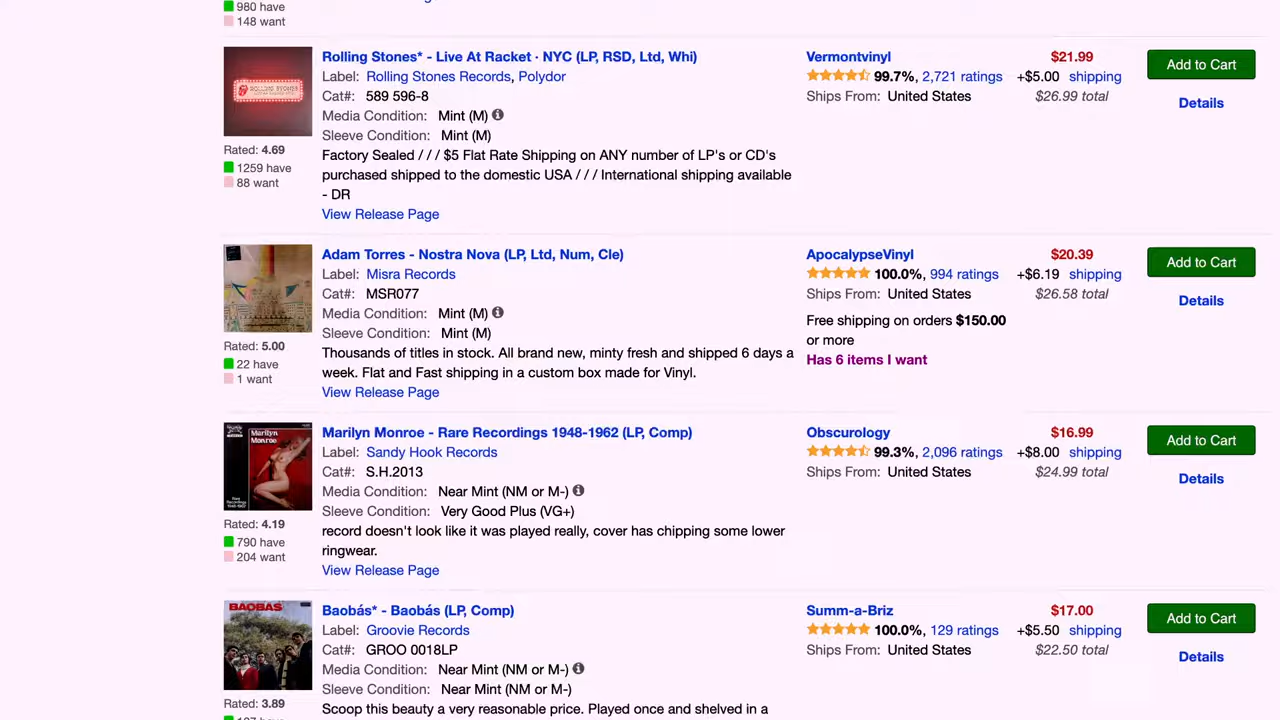 980 have
148 want
Rolling Stones* - Live At Racket · NYC (LP, RSD, Ltd, Whi)
Label: Rolling Stones Records, Polydor
Cat#: 589 596-8
Media Condition: Mint (M)
Sleeve Condition: Mint (M)
Factory Sealed / / / $5 Flat Rate Shipping on ANY number of LP's or CD's
purchased shipped to the domestic USA / / / International shipping available
- DR
View Release Page
Rated: 4.69
1259 have
88 want
Vermontvinyl
99.7%, 2,721 ratings
Ships From: United States
$21.99
+$5.00 shipping
$26.99 total
Add to Cart
Details
Adam Torres - Nostra Nova (LP, Ltd, Num, Cle)
Label: Misra Records
Cat#: MSR077
Media Condition: Mint (M)
Sleeve Condition: Mint (M)
Thousands of titles in stock. All brand new, minty fresh and shipped 6 days a
week. Flat and Fast shipping in a custom box made for Vinyl.
View Release Page
Rated: 5.00
22 have
1 want
ApocalypseVinyl
100.0%, 994 ratings
Ships From: United States
Free shipping on orders $150.00
or more
Has 6 items I want
$20.39
+$6.19 shipping
$26.58 total
Add to Cart
Details
Marilyn
Monroe
Marilyn Monroe - Rare Recordings 1948-1962 (LP, Comp)
Label: Sandy Hook Records
Cat#: S.H.2013
Media Condition: Near Mint (NM or M-)
Sleeve Condition: Very Good Plus (VG+)
record doesn't look like it was played really, cover has chipping some lower
ringwear.
View Release Page
Rated: 4.19
790 have
204 want
Obscurology
99.3%, 2,096 ratings
Ships From: United States
$16.99
+$8.00 shipping
$24.99 total
Add to Cart
Details
BAOBAS
Baobás* - Baobás (LP, Comp)
Label: Groovie Records
Cat#: GROO 0018LP
Media Condition: Near Mint (NM or M-)
Sleeve Condition: Near Mint (NM or M-)
Scoop this beauty a very reasonable price. Played once and shelved in a
Rated: 3.89
Summ-a-Briz
100.0%, 129 ratings
Ships From: United States
$17.00
+$5.50 shipping
$22.50 total
Add to Cart
Details